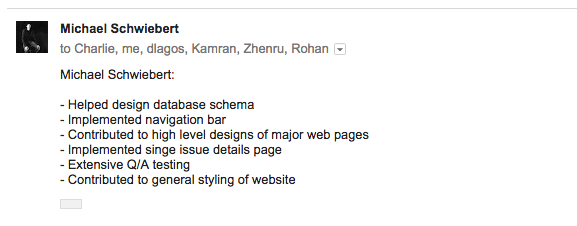 Michael Schwiebert
to Charlie, me, dlagos, Kamran, Zhenru, Rohan
Michael Schwiebert:
- Helped design database schema
- Implemented navigation bar
- Contributed to high level designs of major web pages
- Implemented singe issue details page
- Extensive Q/A testing
- Contributed to general styling of website